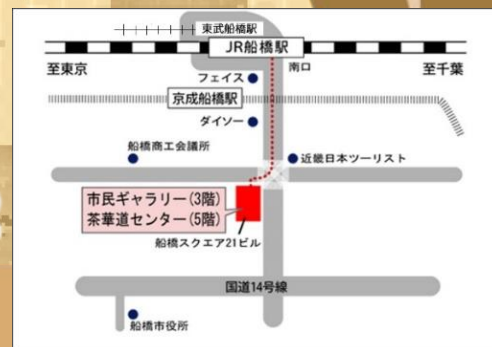 東武船橋駅
JR船橋駅
至東京
南口
至千葉
フェイス
京成船橋駅
ダイソー
船橋商工会議所
近畿日本ツーリスト
市民ギャラリー(3階)
茶華道センター(5階)
船橋スクエア21ビル
国道14号線
船橋市役所